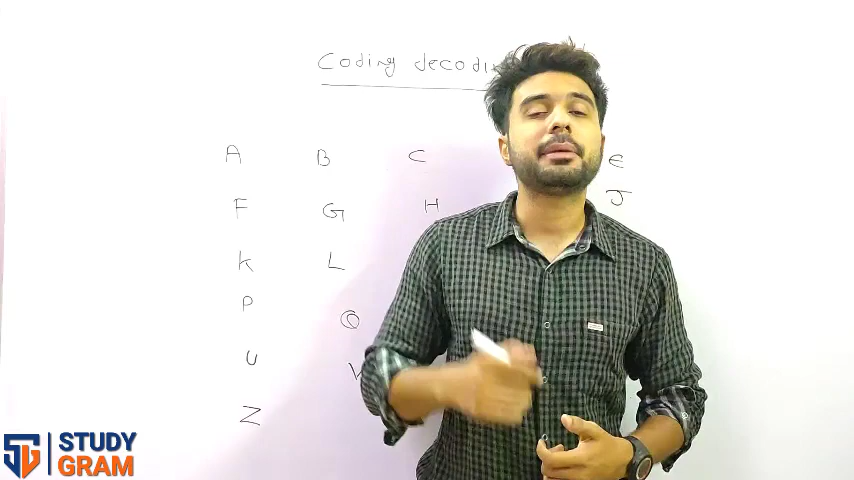 Coding decodi
A B C E
F G H J
K L
P Q
U V
Z
STUDY
GRAM